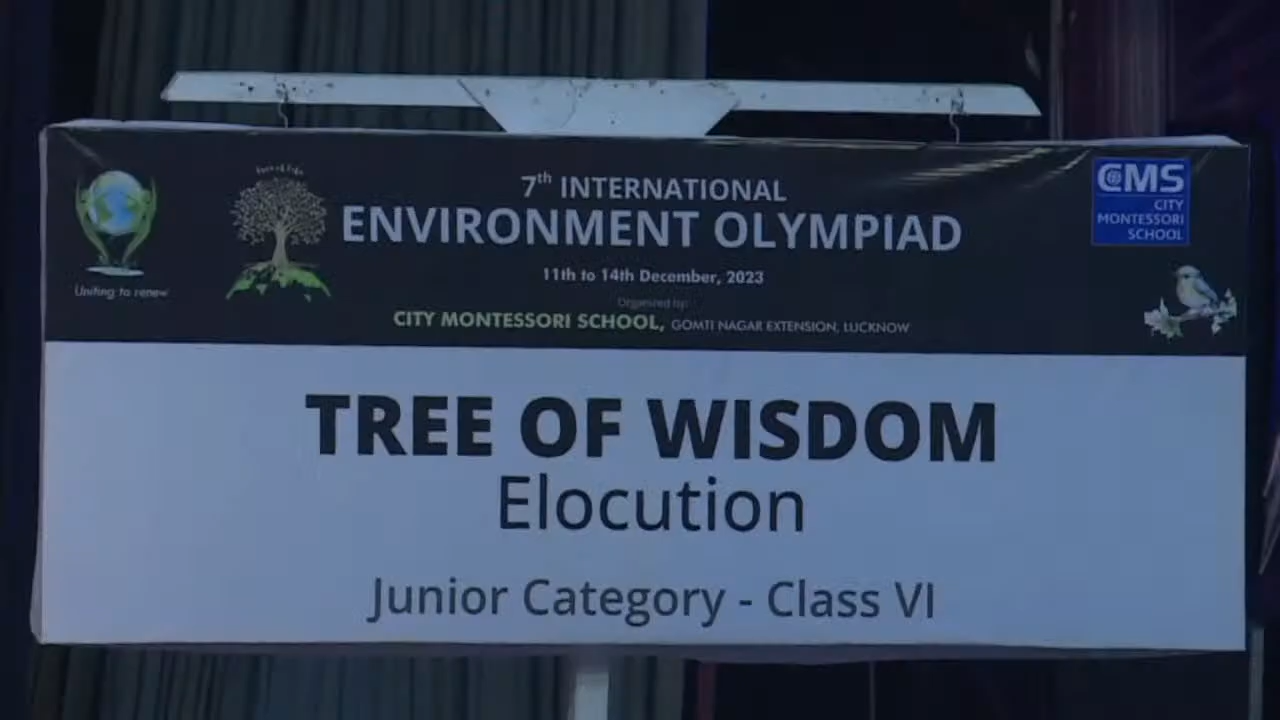 7th INTERNATIONAL
ENVIRONMENT OLYMPIAD
11th to 14th December, 2023
Organized by:
CITY MONTESSORI SCHOOL, GOMTI NAGAR EXTENSION, LUCKNOW
Uniting to renew
CMS
CITY
MONTESSORI
SCHOOL
TREE OF WISDOM
Elocution
Junior Category - Class VI